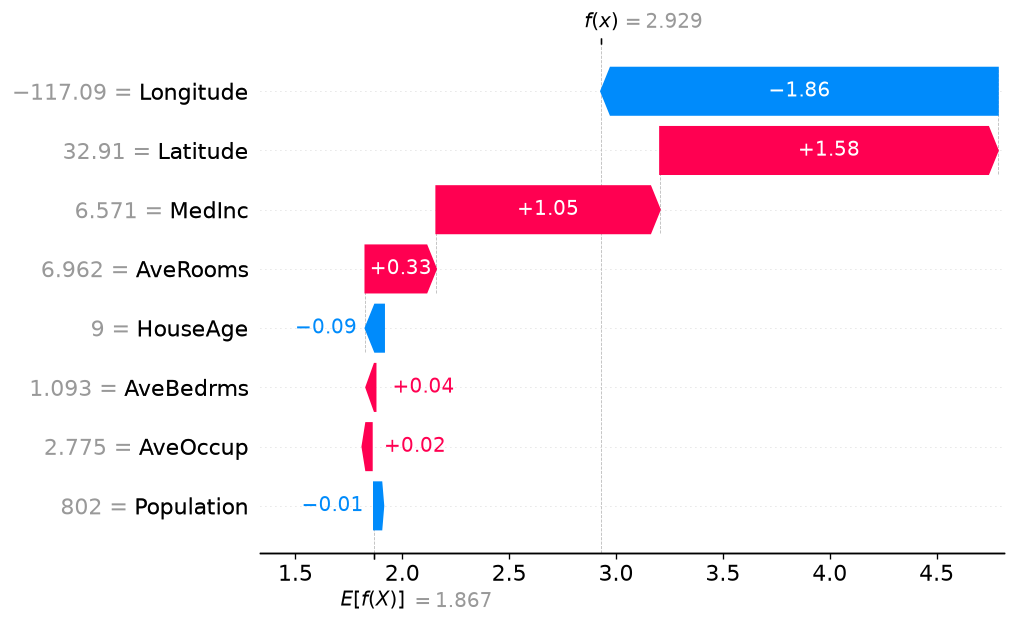 f(x) = 2.929
−117.09 = Longitude
−1.86
32.91 = Latitude
+1.58
6.571 = MedInc
+1.05
6.962 = AveRooms
+0.33
9 = HouseAge
−0.09
1.093 = AveBedrms
+0.04
2.775 = AveOccup
+0.02
802 = Population
−0.01
1.5 2.0 2.5 3.0 3.5 4.0 4.5
E[f(X)] = 1.867